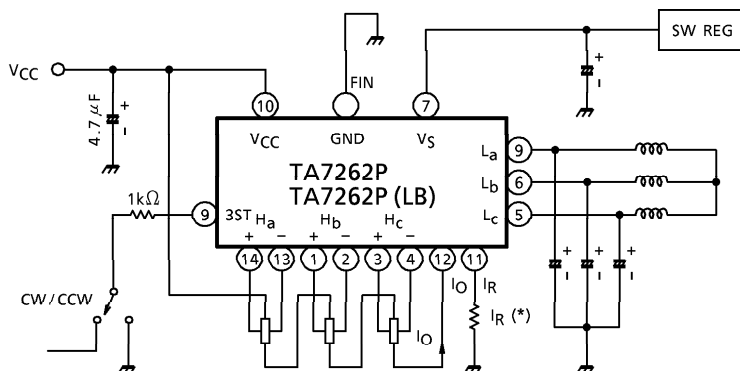 SW REG
VCC
4.7μF
+
-
FIN
+
-
10
7
VCC
GND
VS
TA7262P
TA7262P (LB)
La
9
Lb
6
Lc
5
1kΩ
9
3ST
Ha
Hb
Hc
+ - + - + -
14
13
1
2
3
4
12
11
IO
IR
+ - + - + -
CW/CCW
IO
IR (*)